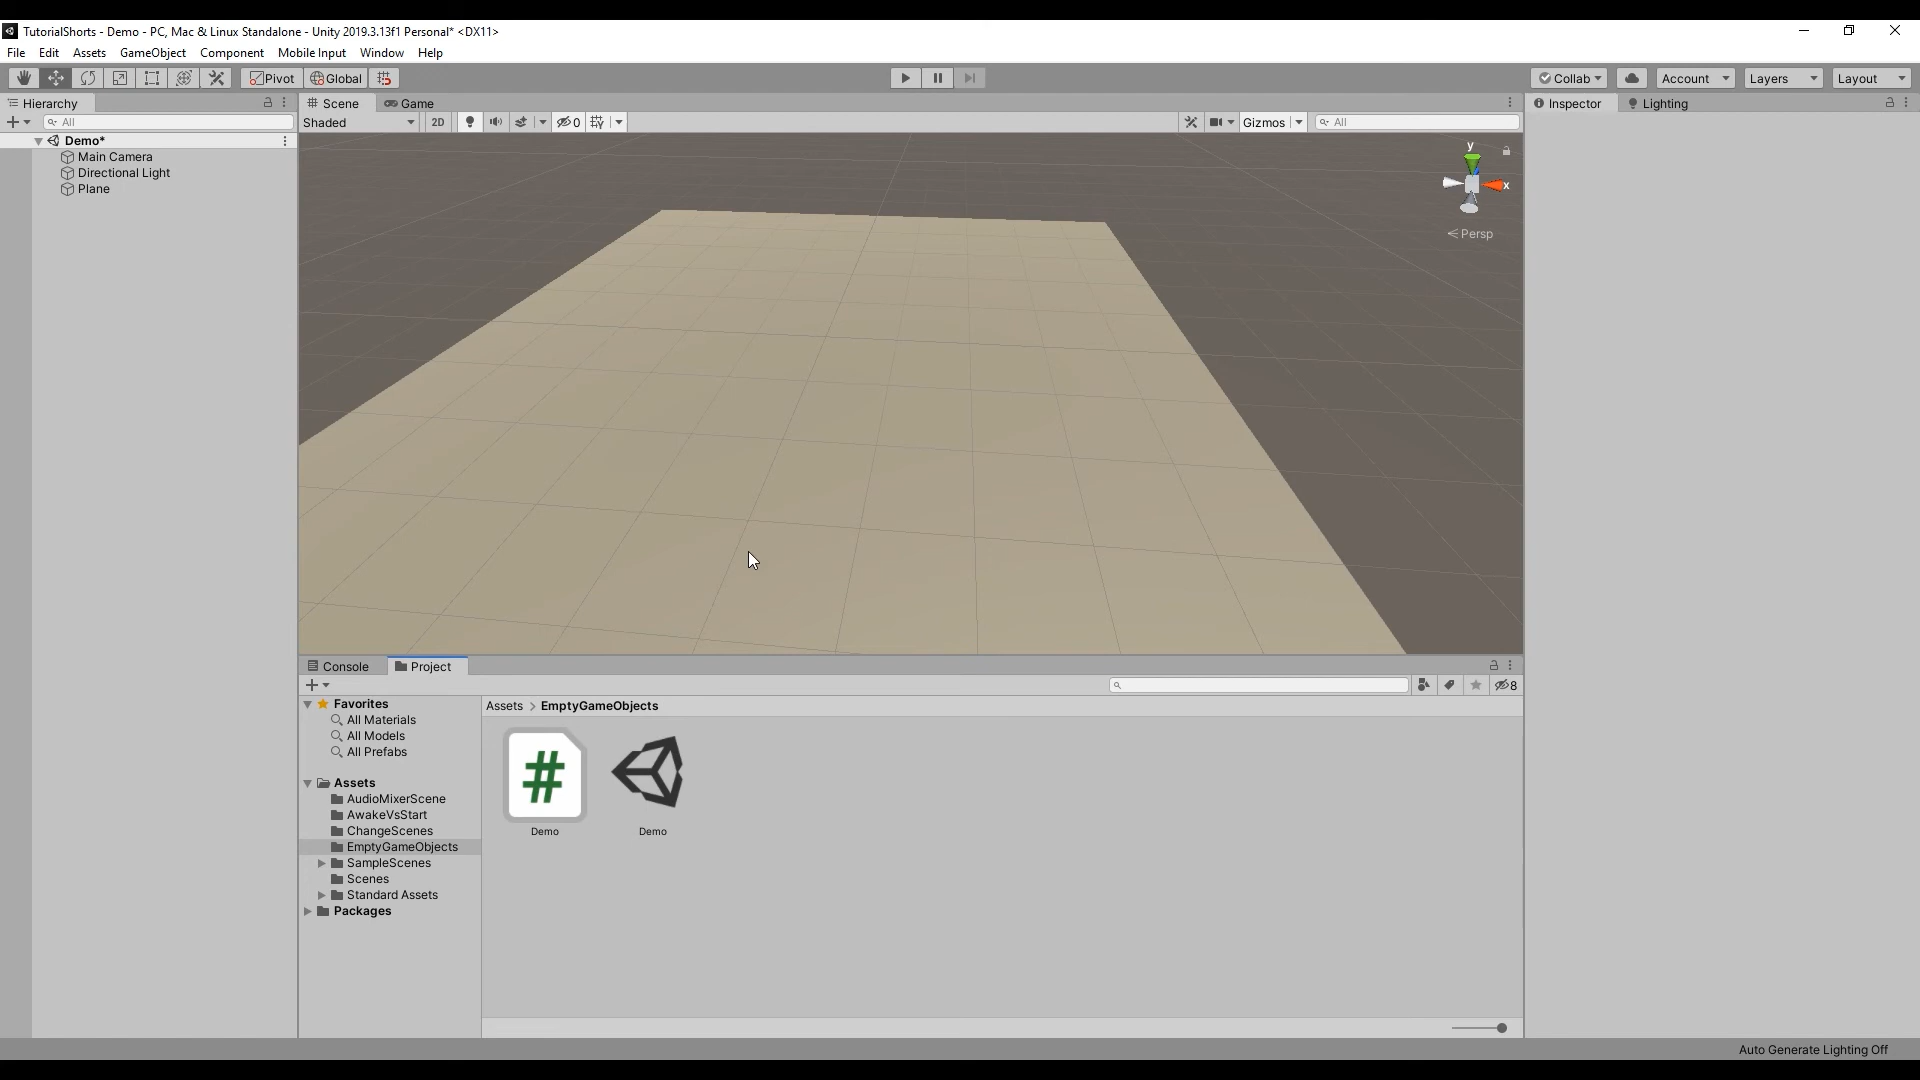 TutorialShorts - Demo - PC, Mac & Linux Standalone - Unity 2019.3.13f1 Personal* <DX11>
File Edit Assets GameObject Component Mobile Input Window Help
Pivot Global Collab Account Layers Layout
Hierarchy
All
Demo*
Main Camera
Directional Light
Plane
Scene Game
Shaded 2D 0 Gizmos All
y
x
Persp
Inspector Lighting
Console Project
8
Favorites
All Materials
All Models
All Prefabs
Assets
AudioMixerScene
AwakeVsStart
ChangeScenes
EmptyGameObjects
SampleScenes
Scenes
Standard Assets
Packages
Assets > EmptyGameObjects
#
Demo Demo
Auto Generate Lighting Off